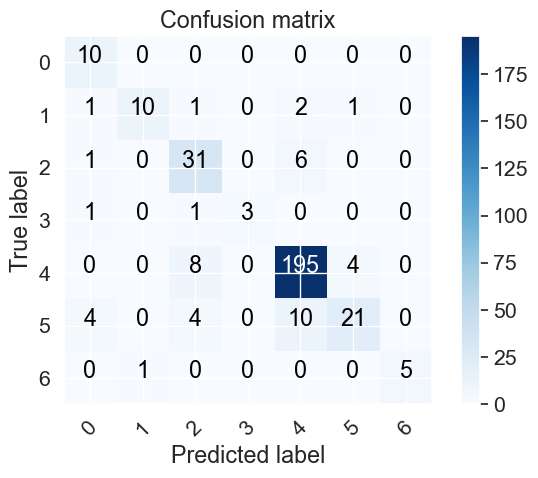 Confusion matrix
True label
0 10 0 0 0 0 0 0
1 1 10 1 0 2 1 0
2 1 0 31 0 6 0 0
3 1 0 1 3 0 0 0
4 0 0 8 0 195 4 0
5 4 0 4 0 10 21 0
6 0 1 0 0 0 0 5
0 1 2 3 4 5 6
Predicted label
175
150
125
100
75
50
25
0